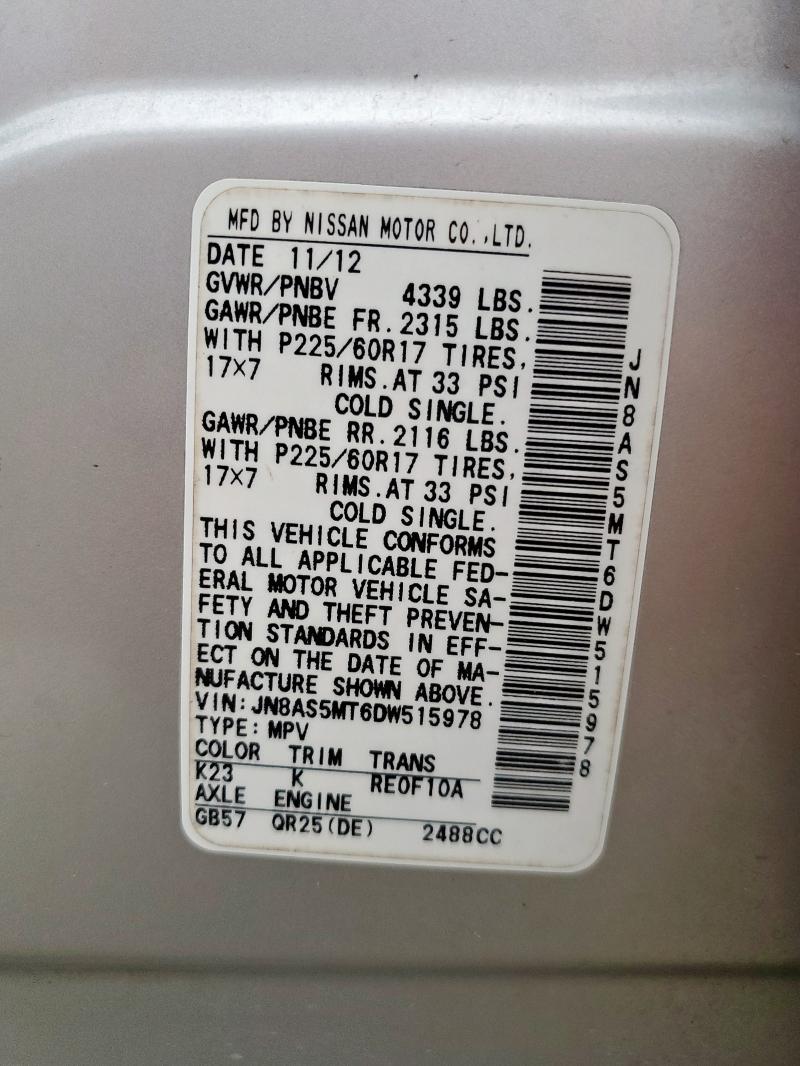 MFD BY NISSAN MOTOR CO.,LTD.
DATE 11/12
GVWR/PNBV 4339 LBS.
GAWR/PNBE FR.2315 LBS.
WITH P225/60R17 TIRES,
17×7 RIMS.AT 33 PSI
COLD SINGLE.
GAWR/PNBE RR.2116 LBS.
WITH P225/60R17 TIRES,
17×7 RIMS.AT 33 PSI
COLD SINGLE.
THIS VEHICLE CONFORMS
TO ALL APPLICABLE FED-
ERAL MOTOR VEHICLE SA-
FETY AND THEFT PREVEN-
TION STANDARDS IN EFF-
ECT ON THE DATE OF MA-
NUFACTURE SHOWN ABOVE.
VIN:JN8AS5MT6DW515978
TYPE:MPV
COLOR TRIM TRANS
K23 K RE0F10A
AXLE ENGINE
GB57 QR25(DE) 2488CC
JN8AS5MT6DW515978